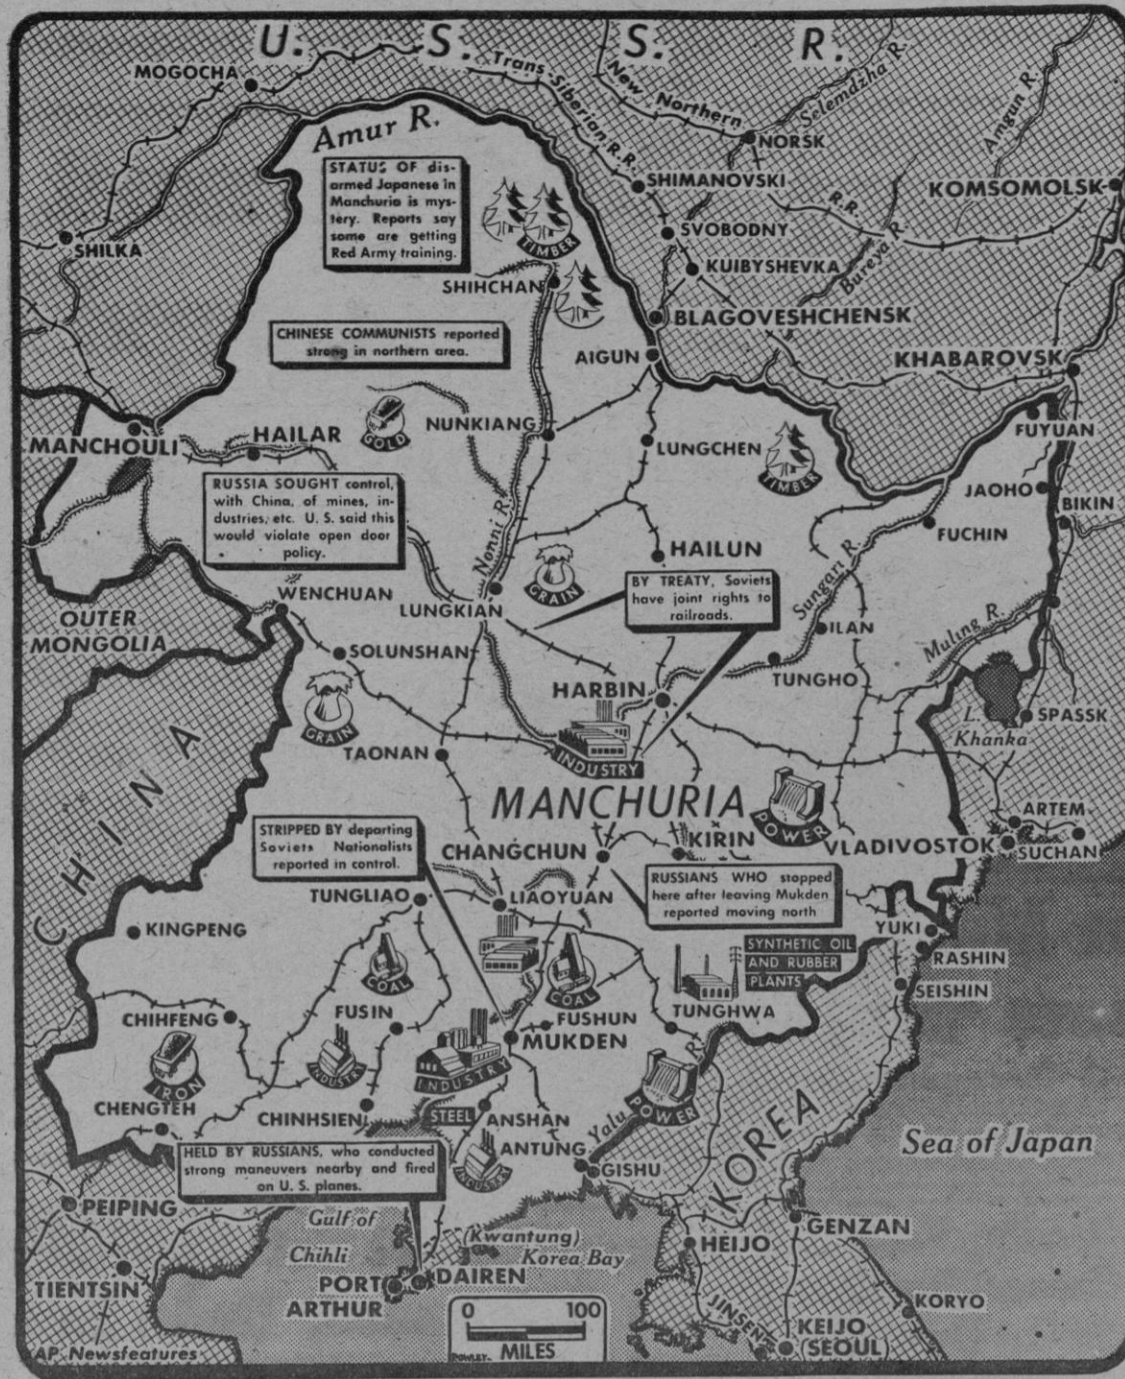 U. S. S. R.
MOGOCHA
Trans-Siberian R.R.
New Northern
R.R.
Selemdzha R.
Amgun R.
NORSK
Amur R.
STATUS OF dis-
armed Japanese in
Manchuria is mys-
tery. Reports say
some are getting
Red Army training.
SHIMANOVSKI
KOMSOMOLSK
TIMBER
SHILKA
SVOBODNY
KUIBYSHEVKA
Bureya R.
SHIHCHAN
BLAGOVESHCHENSK
CHINESE COMMUNISTS reported
strong in northern area.
AIGUN
KHABAROVSK
GOLD
NUNKIANG
MANCHOULI
HAILAR
LUNGCHEN
TIMBER
FUYUAN
RUSSIA SOUGHT control,
with China, of mines, in-
dustries, etc. U. S. said this
would violate open door
policy.
JAOHO
BIKIN
Nonni R.
FUCHIN
HAILUN
GRAIN
WENCHUAN
LUNGKIAN
BY TREATY, Soviets
have joint rights to
railroads.
Sungari R.
OUTER
MONGOLIA
ILAN
Muling R.
SOLUNSHAN
TUNGHO
HARBIN
GRAIN
L.
Khanka
SPASSK
CHINA
TAONAN
INDUSTRY
MANCHURIA
POWER
ARTEM
STRIPPED BY departing
Soviets Nationalists
reported in control.
KIRIN
VLADIVOSTOK
SUCHAN
CHANGCHUN
RUSSIANS WHO stopped
here after leaving Mukden
reported moving north
TUNGLIAO
LIAOYUAN
KINGPENG
YUKI
SYNTHETIC OIL
AND RUBBER
PLANTS
RASHIN
COAL
COAL
SEISHIN
CHIHFENG
FUSIN
FUSHUN
TUNGHWA
MUKDEN
IRON
INDUSTRY
INDUSTRY
POWER
CHENGTEH
CHINHSIEN
STEEL
ANSHAN
Yalu R.
KOREA
Sea of Japan
HELD BY RUSSIANS, who conducted
strong maneuvers nearby and fired
on U. S. planes.
INDUSTRY
ANTUNG
GISHU
PEIPING
Gulf of
Chihli
(Kwantung)
Korea Bay
GENZAN
HEIJO
TIENTSIN
PORT
ARTHUR
DAIREN
0 100
MILES
POWLEY
JINSEN
KEIJO
(SEOUL)
KORYO
AP Newsfeatures